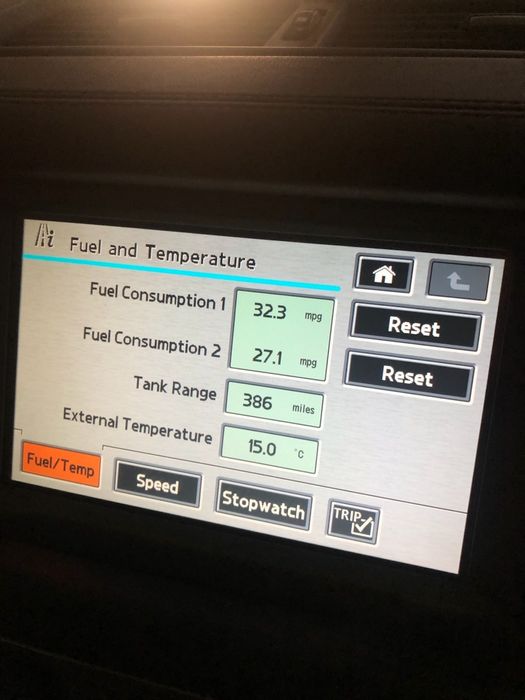 Fuel and Temperature
Fuel Consumption 1 32.3 mpg
Reset
Fuel Consumption 2 27.1 mpg
Reset
Tank Range 386 miles
External Temperature 15.0 °C
Fuel/Temp Speed Stopwatch TRIP